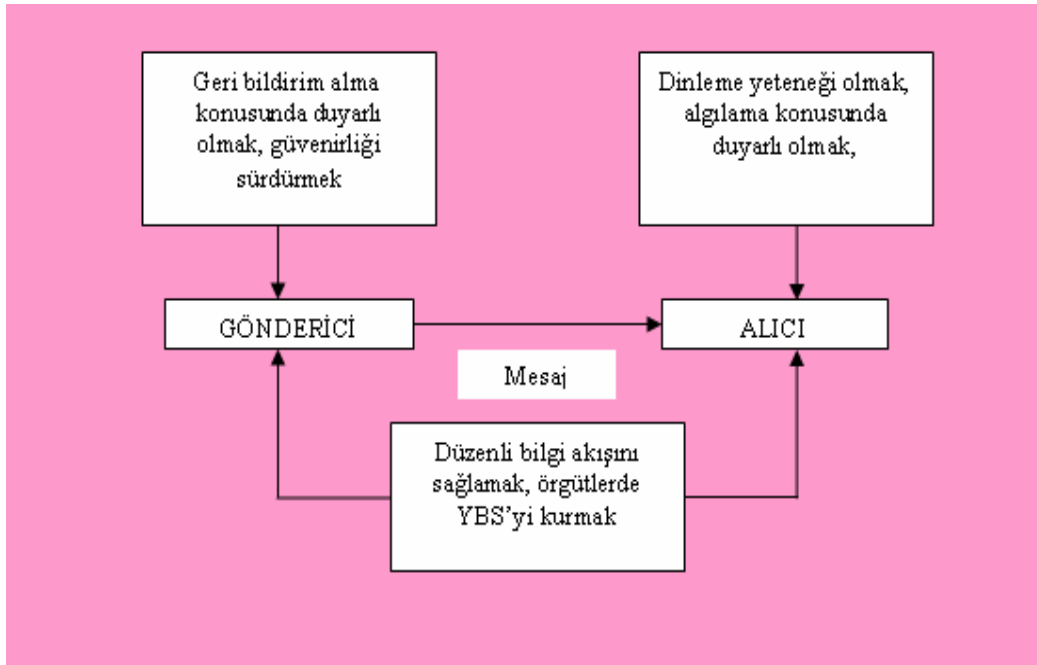 Geri bildirim alma
konusunda duyarlı
olmak, güvenirliği
sürdürmek
Dinleme yeteneği olmak,
algılama konusunda
duyarlı olmak,
GÖNDERİCİ
ALICI
Mesaj
Düzenli bilgi akışını
sağlamak, örgütlerde
YBS’yi kurmak